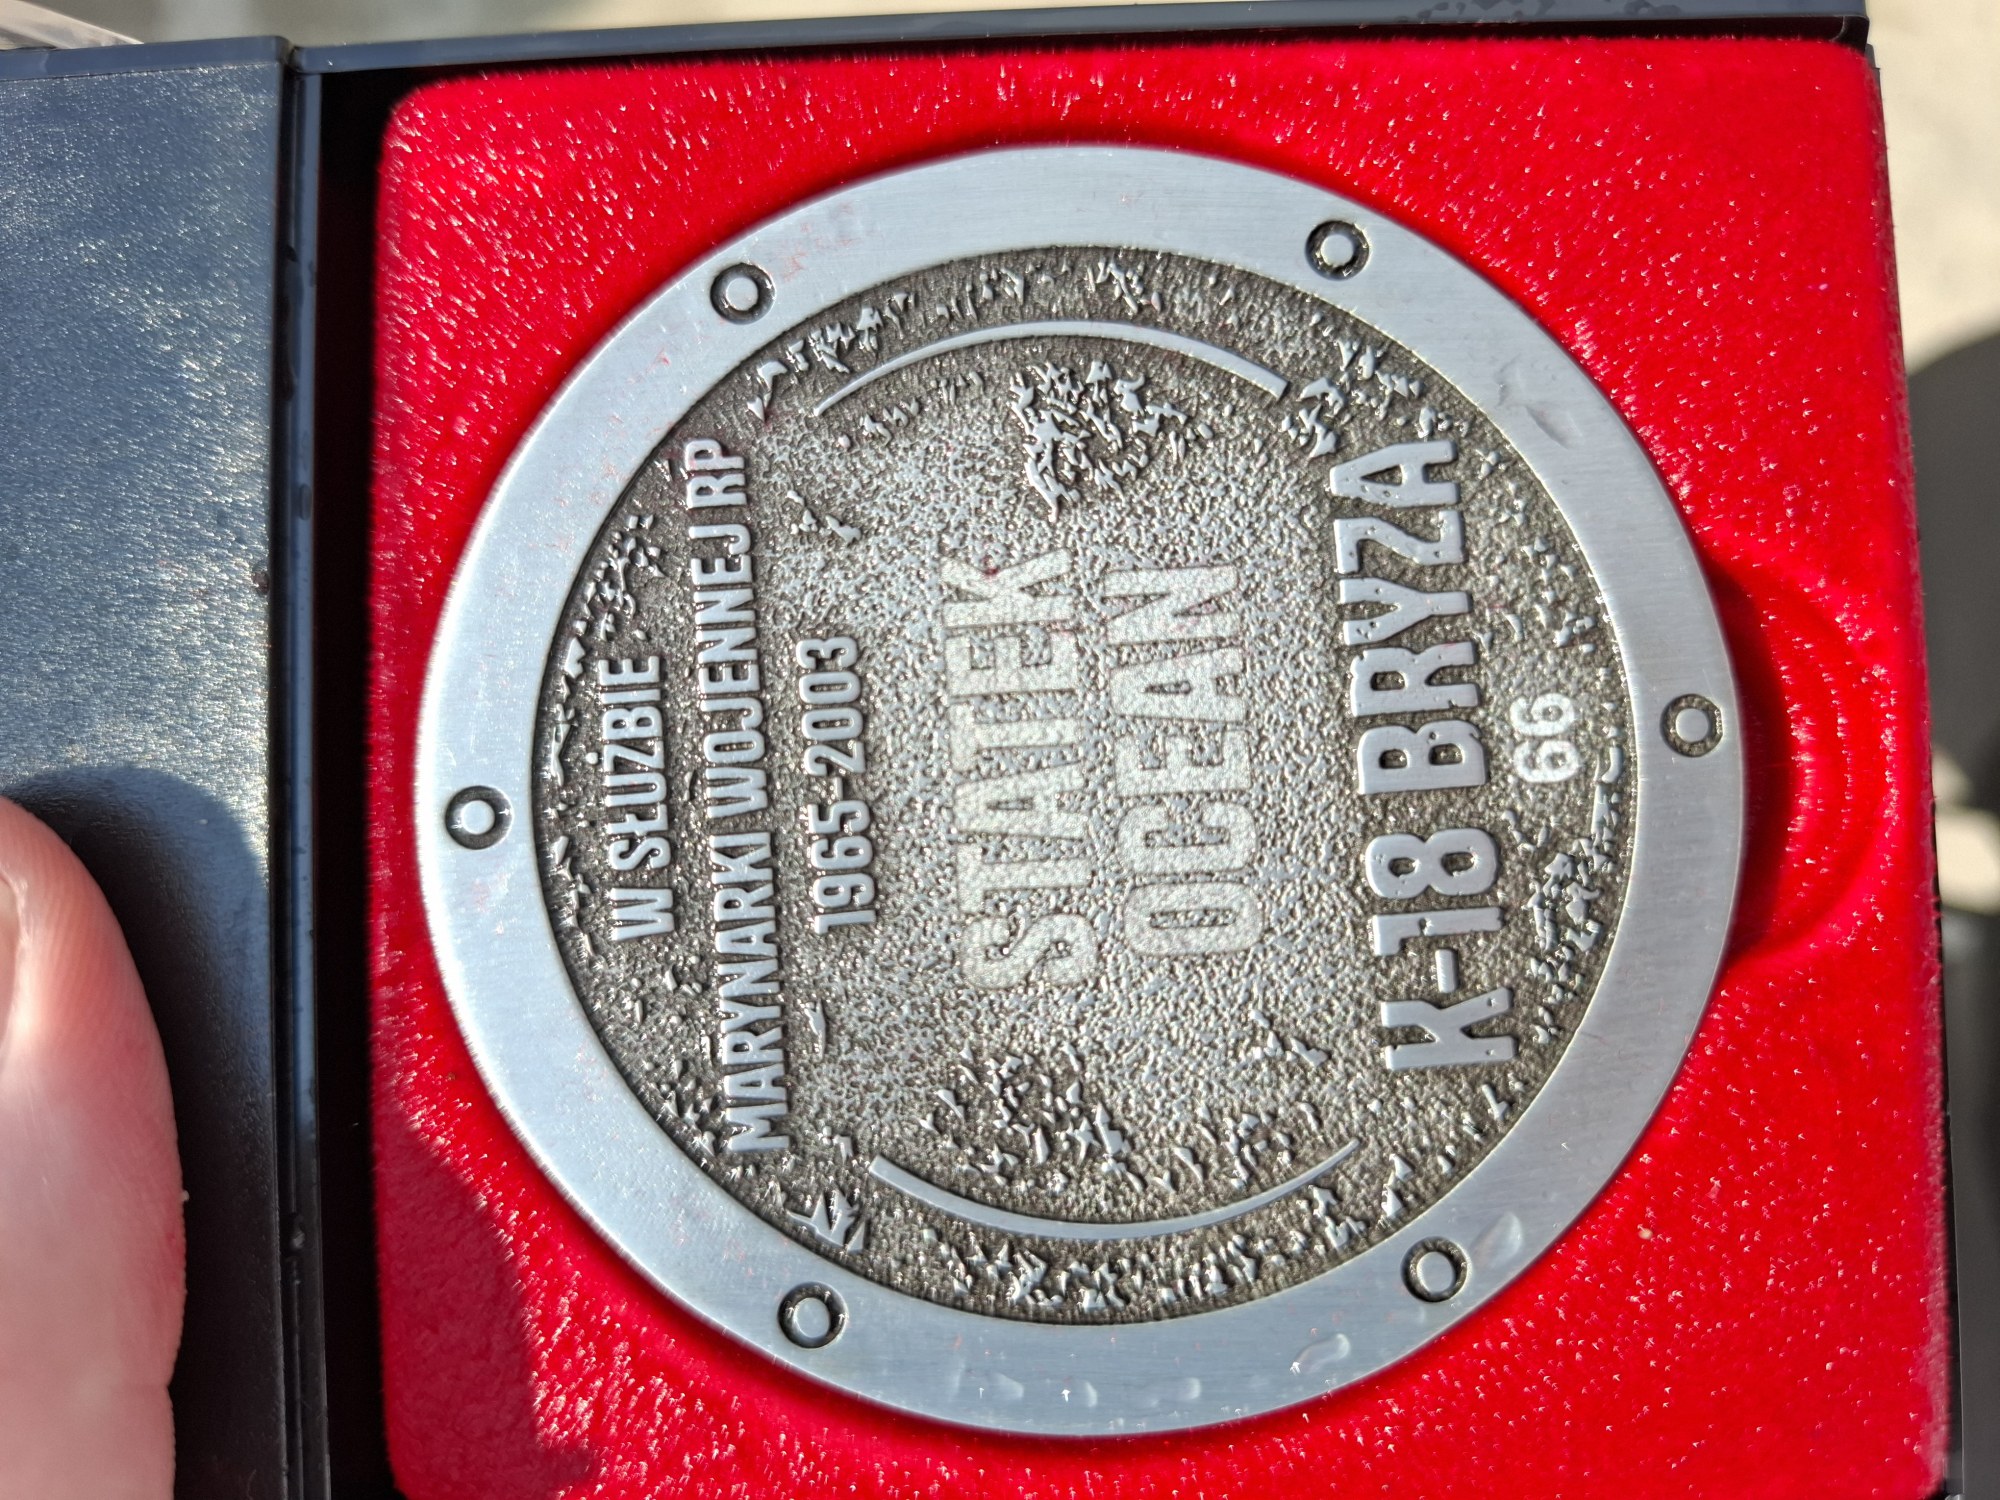 W SŁUŻBIE
MARYNARKI WOJENNEJ RP
1965-2003
STATEK
OCEAN
K-18 BRYZA
66